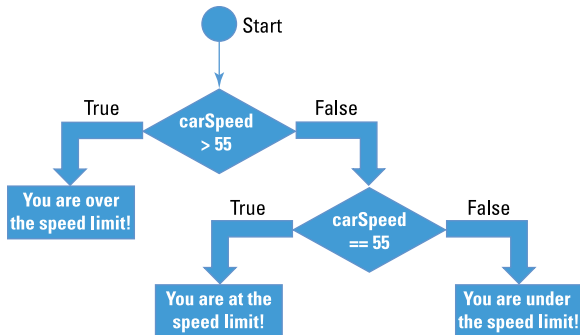 Start
True
False
carSpeed
> 55
You are over
the speed limit!
True
False
carSpeed
== 55
You are at the
speed limit!
You are under
the speed limit!